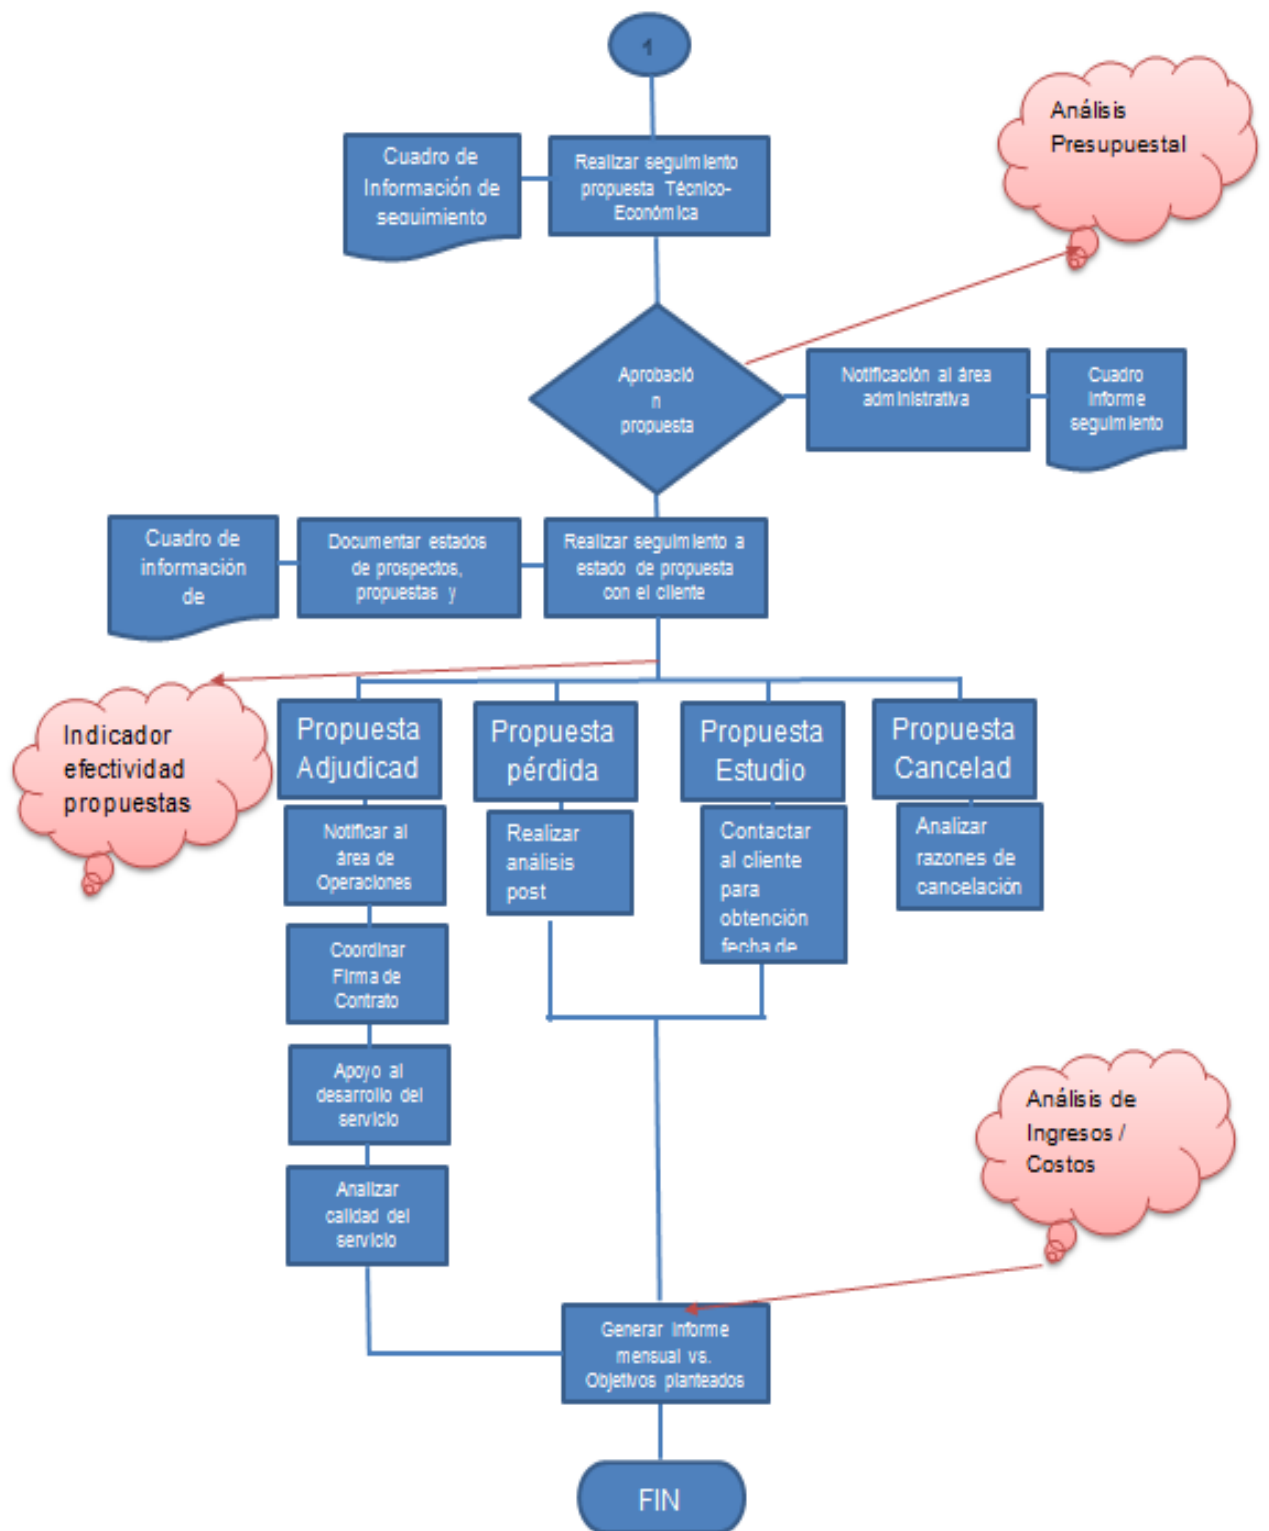 1
Análisis
Presupuestal
Cuadro de
Información de
seguimiento
Realizar seguimiento
propuesta Técnico-
Económica
Aprobació
n
propuesta
Notificación al área
administrativa
Cuadro
informe
seguimiento
Cuadro de
información
de
Documentar estados
de prospectos,
propuestas y
Realizar seguimiento a
estado de propuesta
con el cliente
Indicador
efectividad
propuestas
Propuesta
Adjudicad
Propuesta
pérdida
Propuesta
Estudio
Propuesta
Cancelad
Notificar al
área de
Operaciones
Realizar
análisis
post
Contactar
al cliente
para
obtención
fecha de
Analizar
razones de
cancelación
Coordinar
Firma de
Contrato
Apoyo al
desarrollo del
servicio
Analizar
calidad del
servicio
Análisis de
Ingresos /
Costos
Generar informe
mensual vs.
Objetivos planteados
FIN